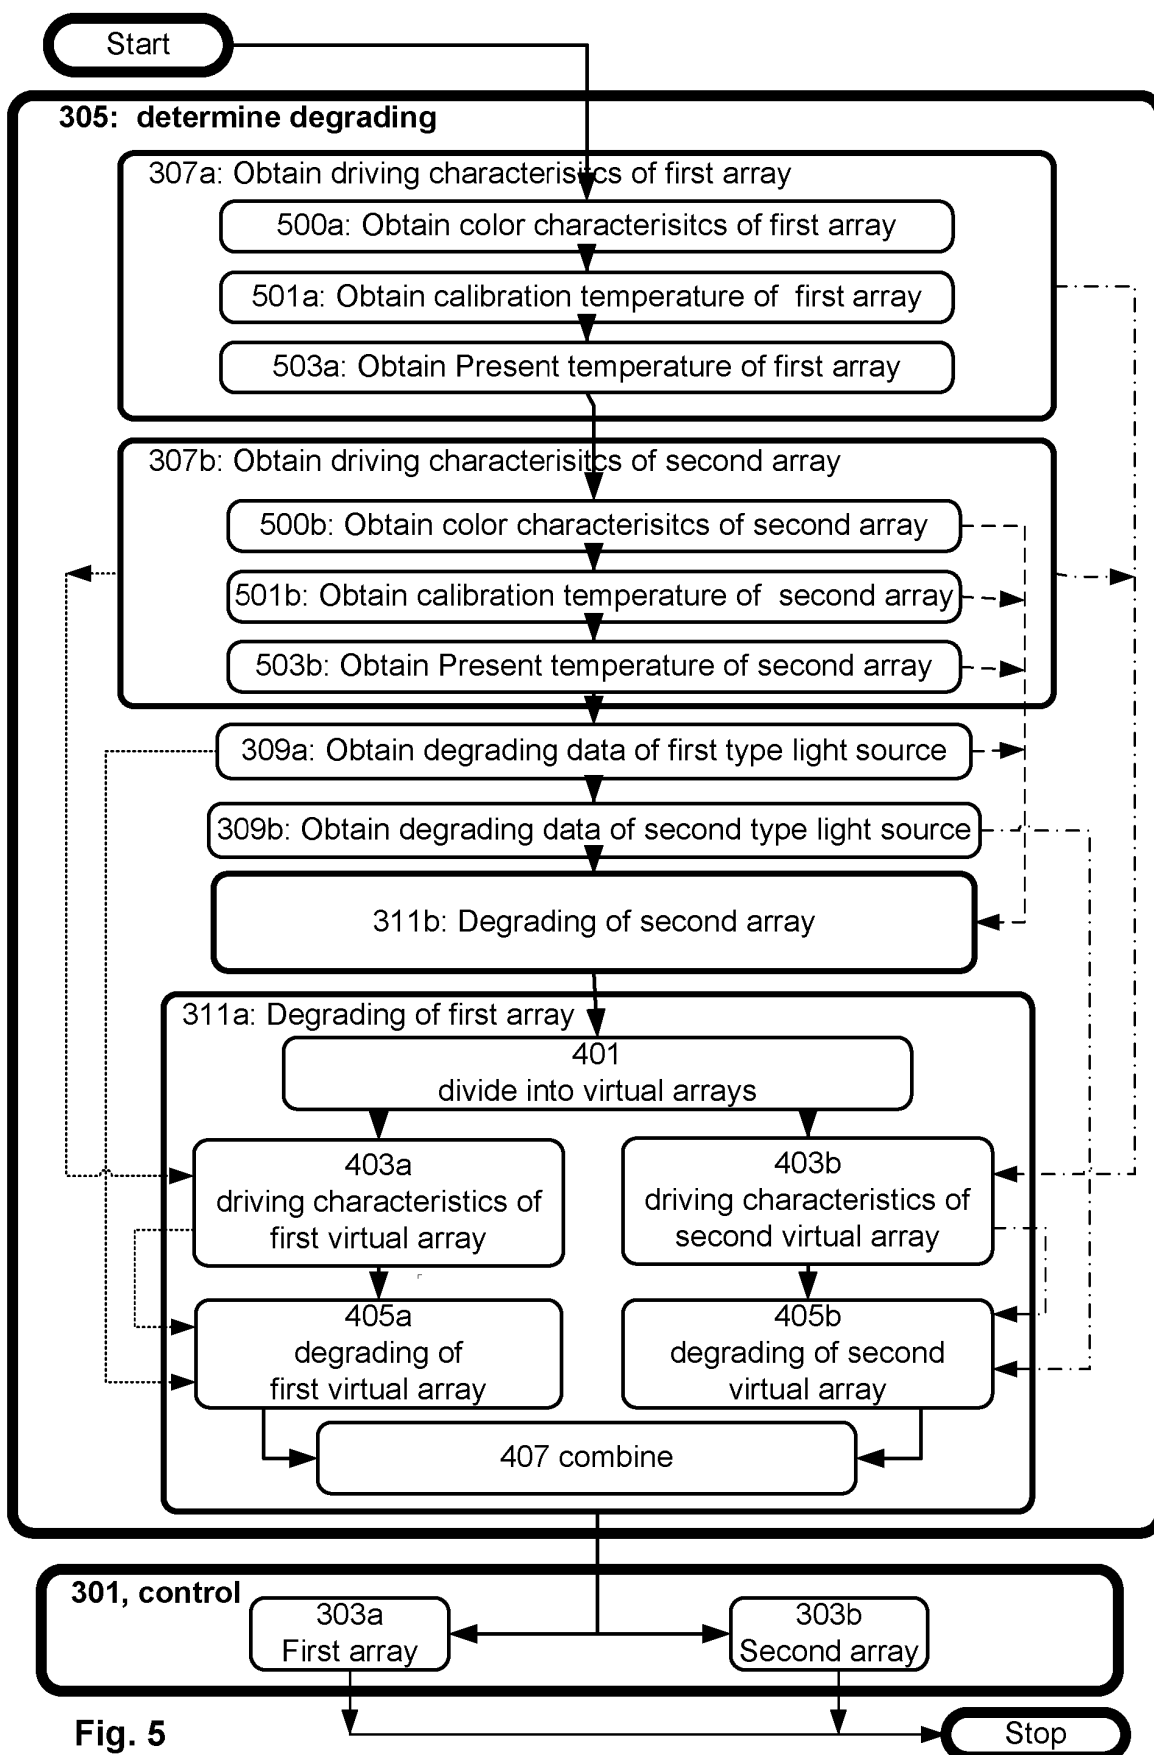 Start
305: determine degrading
307a: Obtain driving characterisitcs of first array
500a: Obtain color characterisitcs of first array
501a: Obtain calibration temperature of first array
503a: Obtain Present temperature of first array
307b: Obtain driving characterisitcs of second array
500b: Obtain color characterisitcs of second array
501b: Obtain calibration temperature of second array
503b: Obtain Present temperature of second array
309a: Obtain degrading data of first type light source
309b: Obtain degrading data of second type light source
311b: Degrading of second array
311a: Degrading of first array
401
divide into virtual arrays
403a
driving characteristics of
first virtual array
403b
driving characteristics of
second virtual array
405a
degrading of
first virtual array
405b
degrading of second
virtual array
407 combine
301, control
303a
First array
303b
Second array
Fig. 5
Stop